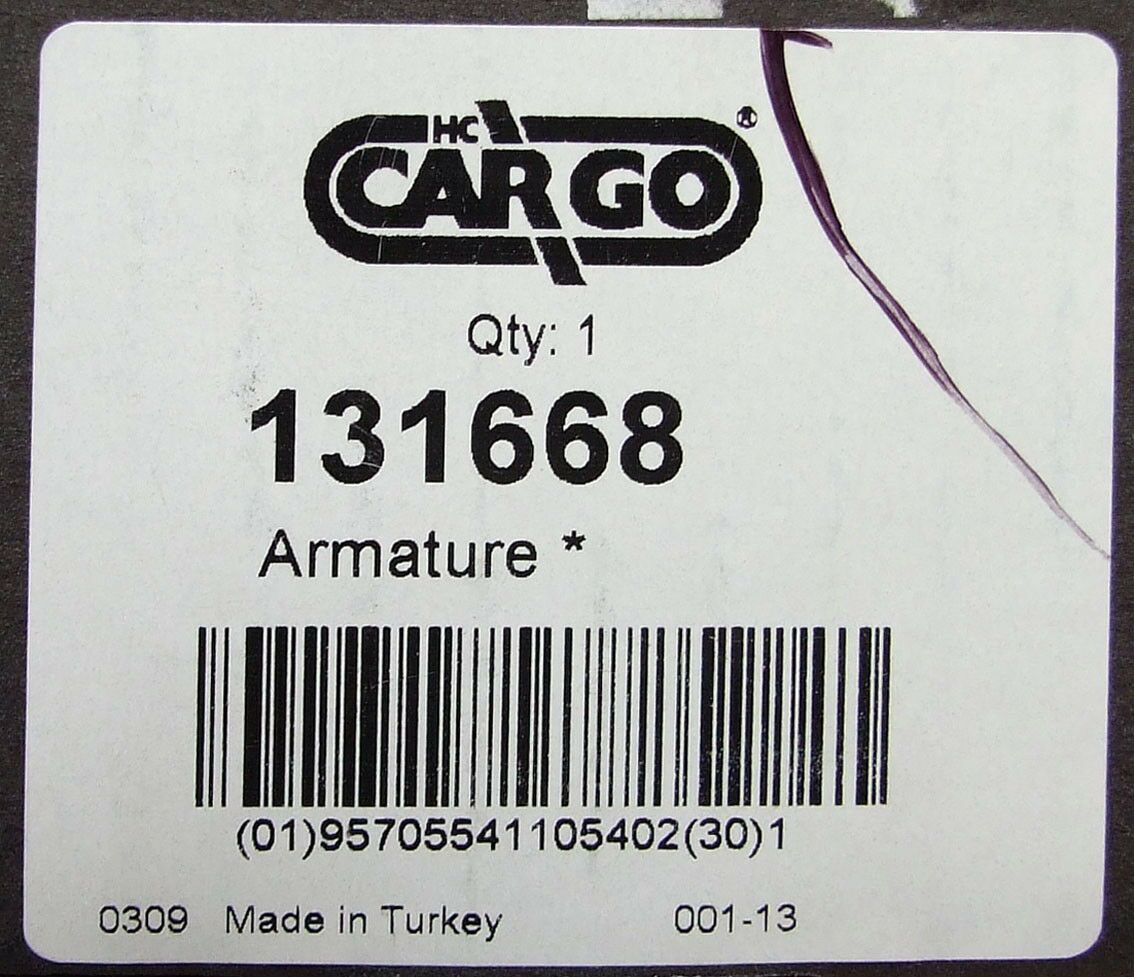 HC
CARGO®
Qty: 1
131668
Armature *
(01)95705541105402(30)1
0309 Made in Turkey 001-13